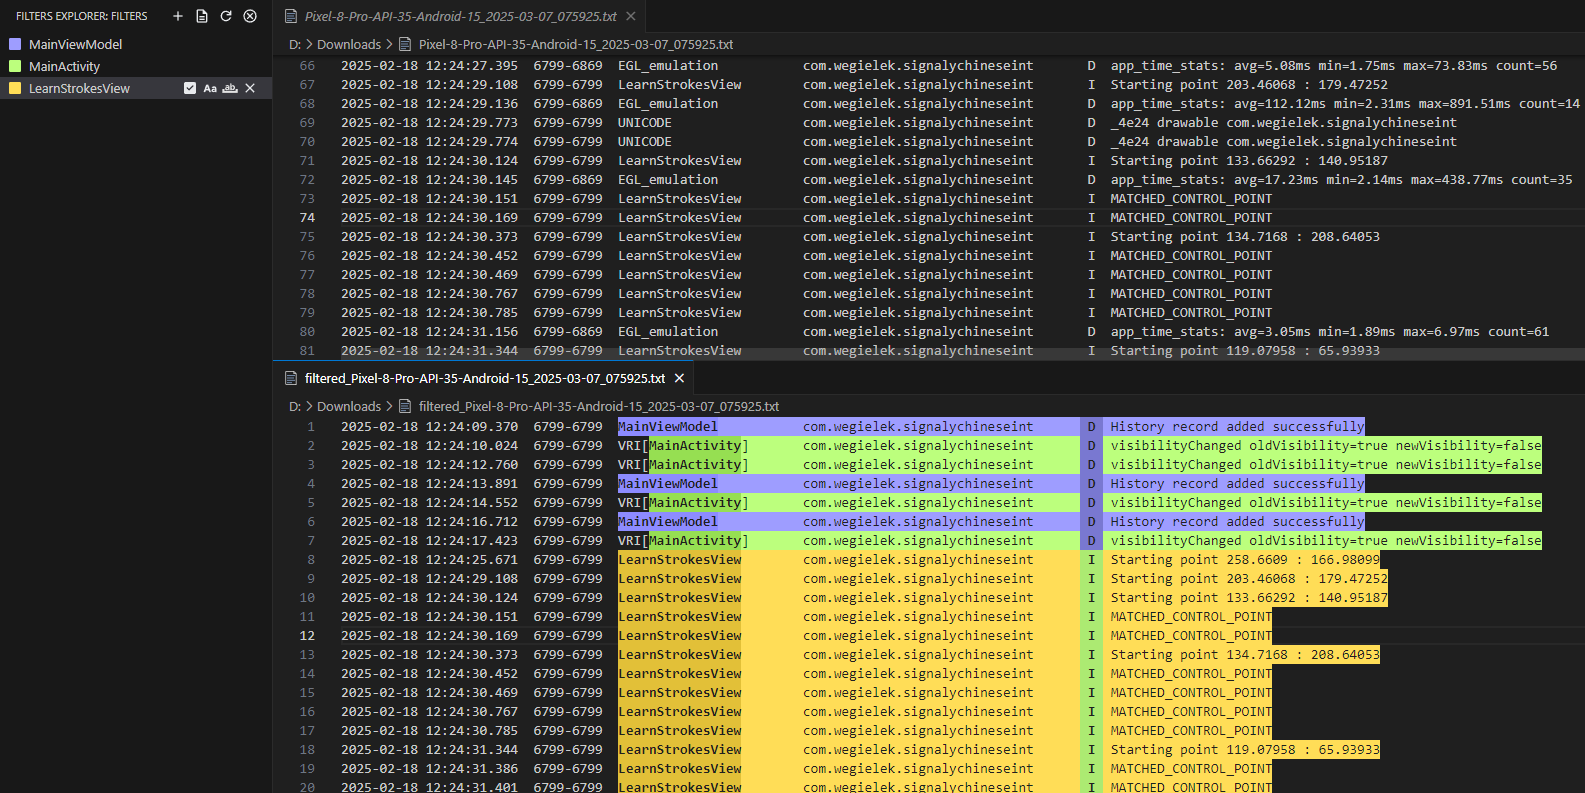 FILTERS EXPLORER: FILTERS
MainViewModel
MainActivity
LearnStrokesView Aa ab
Pixel-8-Pro-API-35-Android-15_2025-03-07_075925.txt
D: > Downloads > Pixel-8-Pro-API-35-Android-15_2025-03-07_075925.txt
66 2025-02-18 12:24:27.395 6799-6869 EGL_emulation com.wegielek.signalychineseint D app_time_stats: avg=5.08ms min=1.75ms max=73.83ms count=56
67 2025-02-18 12:24:29.108 6799-6799 LearnStrokesView com.wegielek.signalychineseint I Starting point 203.46068 : 179.47252
68 2025-02-18 12:24:29.136 6799-6869 EGL_emulation com.wegielek.signalychineseint D app_time_stats: avg=112.12ms min=2.31ms max=891.51ms count=14
69 2025-02-18 12:24:29.773 6799-6799 UNICODE com.wegielek.signalychineseint D _4e24 drawable com.wegielek.signalychineseint
70 2025-02-18 12:24:29.774 6799-6799 UNICODE com.wegielek.signalychineseint D _4e24 drawable com.wegielek.signalychineseint
71 2025-02-18 12:24:30.124 6799-6799 LearnStrokesView com.wegielek.signalychineseint I Starting point 133.66292 : 140.95187
72 2025-02-18 12:24:30.145 6799-6869 EGL_emulation com.wegielek.signalychineseint D app_time_stats: avg=17.23ms min=2.14ms max=438.77ms count=35
73 2025-02-18 12:24:30.151 6799-6799 LearnStrokesView com.wegielek.signalychineseint I MATCHED_CONTROL_POINT
74 2025-02-18 12:24:30.169 6799-6799 LearnStrokesView com.wegielek.signalychineseint I MATCHED_CONTROL_POINT
75 2025-02-18 12:24:30.373 6799-6799 LearnStrokesView com.wegielek.signalychineseint I Starting point 134.7168 : 208.64053
76 2025-02-18 12:24:30.452 6799-6799 LearnStrokesView com.wegielek.signalychineseint I MATCHED_CONTROL_POINT
77 2025-02-18 12:24:30.469 6799-6799 LearnStrokesView com.wegielek.signalychineseint I MATCHED_CONTROL_POINT
78 2025-02-18 12:24:30.767 6799-6799 LearnStrokesView com.wegielek.signalychineseint I MATCHED_CONTROL_POINT
79 2025-02-18 12:24:30.785 6799-6799 LearnStrokesView com.wegielek.signalychineseint I MATCHED_CONTROL_POINT
80 2025-02-18 12:24:31.156 6799-6869 EGL_emulation com.wegielek.signalychineseint D app_time_stats: avg=3.05ms min=1.89ms max=6.97ms count=61
81 2025-02-18 12:24:31.344 6799-6799 LearnStrokesView com.wegielek.signalychineseint I Starting point 119.07958 : 65.93933
filtered_Pixel-8-Pro-API-35-Android-15_2025-03-07_075925.txt
D: > Downloads > filtered_Pixel-8-Pro-API-35-Android-15_2025-03-07_075925.txt
1 2025-02-18 12:24:09.370 6799-6799 MainViewModel com.wegielek.signalychineseint D History record added successfully
2 2025-02-18 12:24:10.024 6799-6799 VRI[MainActivity] com.wegielek.signalychineseint D visibilityChanged oldVisibility=true newVisibility=false
3 2025-02-18 12:24:12.760 6799-6799 VRI[MainActivity] com.wegielek.signalychineseint D visibilityChanged oldVisibility=true newVisibility=false
4 2025-02-18 12:24:13.891 6799-6799 MainViewModel com.wegielek.signalychineseint D History record added successfully
5 2025-02-18 12:24:14.552 6799-6799 VRI[MainActivity] com.wegielek.signalychineseint D visibilityChanged oldVisibility=true newVisibility=false
6 2025-02-18 12:24:16.712 6799-6799 MainViewModel com.wegielek.signalychineseint D History record added successfully
7 2025-02-18 12:24:17.423 6799-6799 VRI[MainActivity] com.wegielek.signalychineseint D visibilityChanged oldVisibility=true newVisibility=false
8 2025-02-18 12:24:25.671 6799-6799 LearnStrokesView com.wegielek.signalychineseint I Starting point 258.6609 : 166.98099
9 2025-02-18 12:24:29.108 6799-6799 LearnStrokesView com.wegielek.signalychineseint I Starting point 203.46068 : 179.47252
10 2025-02-18 12:24:30.124 6799-6799 LearnStrokesView com.wegielek.signalychineseint I Starting point 133.66292 : 140.95187
11 2025-02-18 12:24:30.151 6799-6799 LearnStrokesView com.wegielek.signalychineseint I MATCHED_CONTROL_POINT
12 2025-02-18 12:24:30.169 6799-6799 LearnStrokesView com.wegielek.signalychineseint I MATCHED_CONTROL_POINT
13 2025-02-18 12:24:30.373 6799-6799 LearnStrokesView com.wegielek.signalychineseint I Starting point 134.7168 : 208.64053
14 2025-02-18 12:24:30.452 6799-6799 LearnStrokesView com.wegielek.signalychineseint I MATCHED_CONTROL_POINT
15 2025-02-18 12:24:30.469 6799-6799 LearnStrokesView com.wegielek.signalychineseint I MATCHED_CONTROL_POINT
16 2025-02-18 12:24:30.767 6799-6799 LearnStrokesView com.wegielek.signalychineseint I MATCHED_CONTROL_POINT
17 2025-02-18 12:24:30.785 6799-6799 LearnStrokesView com.wegielek.signalychineseint I MATCHED_CONTROL_POINT
18 2025-02-18 12:24:31.344 6799-6799 LearnStrokesView com.wegielek.signalychineseint I Starting point 119.07958 : 65.93933
19 2025-02-18 12:24:31.386 6799-6799 LearnStrokesView com.wegielek.signalychineseint I MATCHED_CONTROL_POINT
20 2025-02-18 12:24:31.401 6799-6799 LearnStrokesView com.wegielek.signalychineseint I MATCHED_CONTROL_POINT